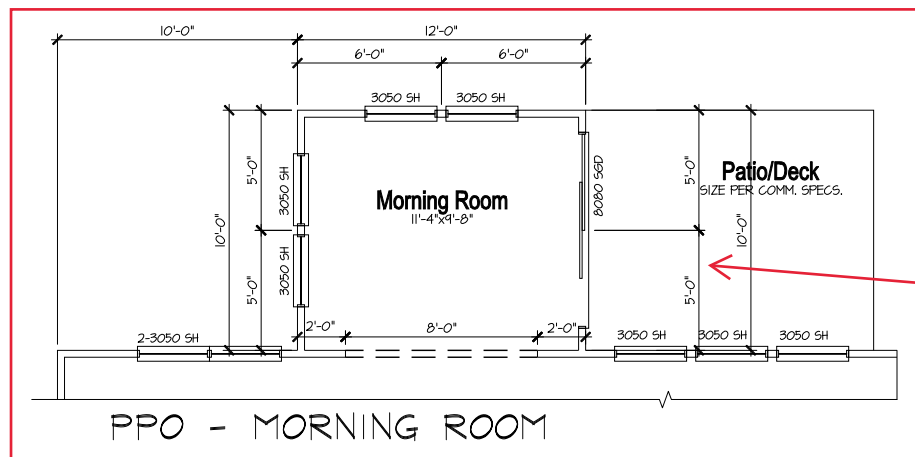 10'-0"
12'-0"
6'-0"
6'-0"
3050 SH
3050 SH
5'-0"
3050 SH
10'-0"
3050 SH
5'-0"
Morning Room
11'-4"x9'-8"
8080 SGD
5'-0"
Patio/Deck
SIZE PER COMM. SPECS.
10'-0"
5'-0"
2'-0"
8'-0"
2'-0"
2-3050 SH
3050 SH
3050 SH
3050 SH
PPO - MORNING ROOM